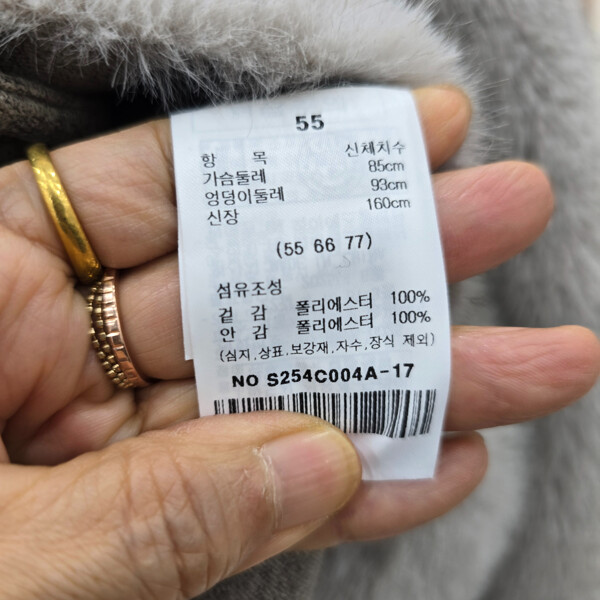 55
항 목 신체치수
가슴둘레 85cm
엉덩이둘레 93cm
신장 160cm
(55 66 77)
섬유조성
겉 감 폴리에스터 100%
안 감 폴리에스터 100%
(심지,상표,보강재,자수,장식 제외)
NO S254C004A-17